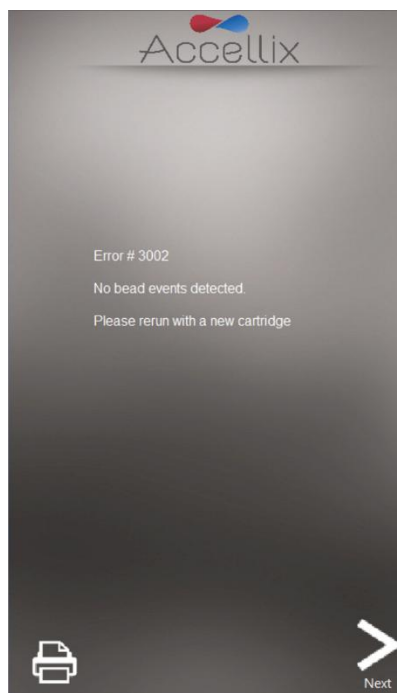 Accellix
Error # 3002
No bead events detected.
Please rerun with a new cartridge
Next